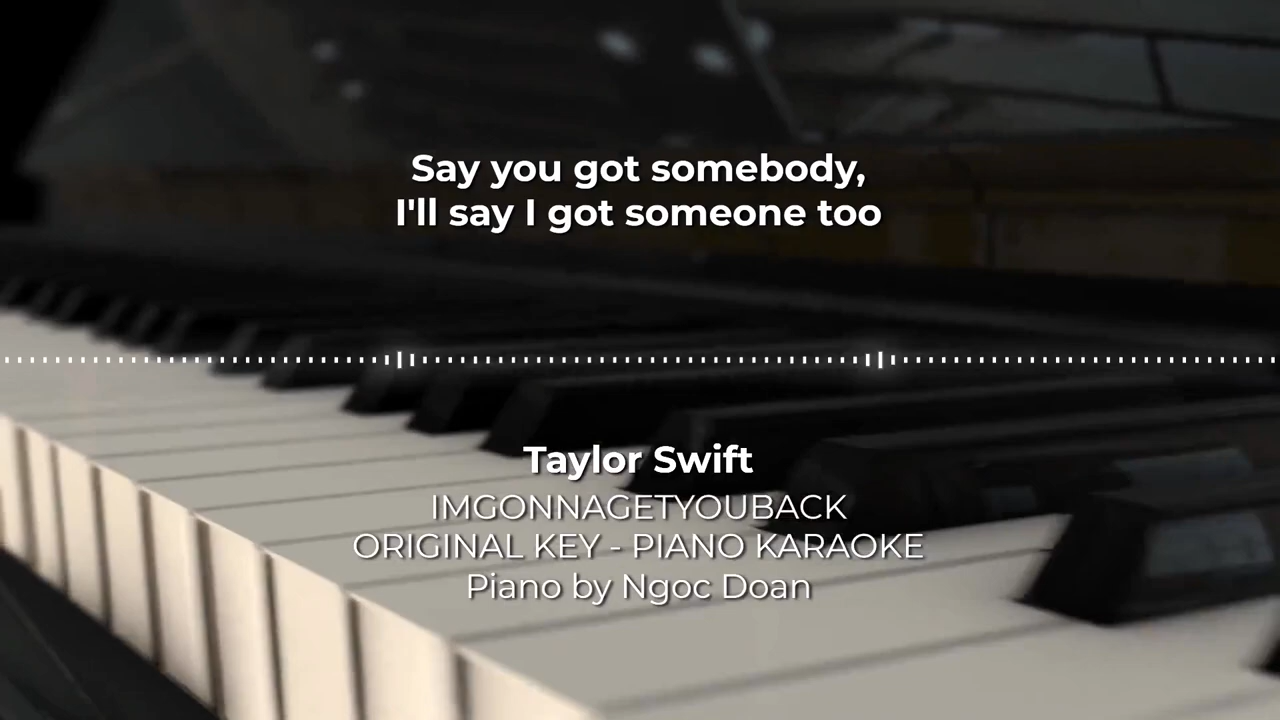 Say you got somebody,
I'll say I got someone too
Taylor Swift
IMGONNAGETYOUBACK
ORIGINAL KEY - PIANO KARAOKE
Piano by Ngoc Doan